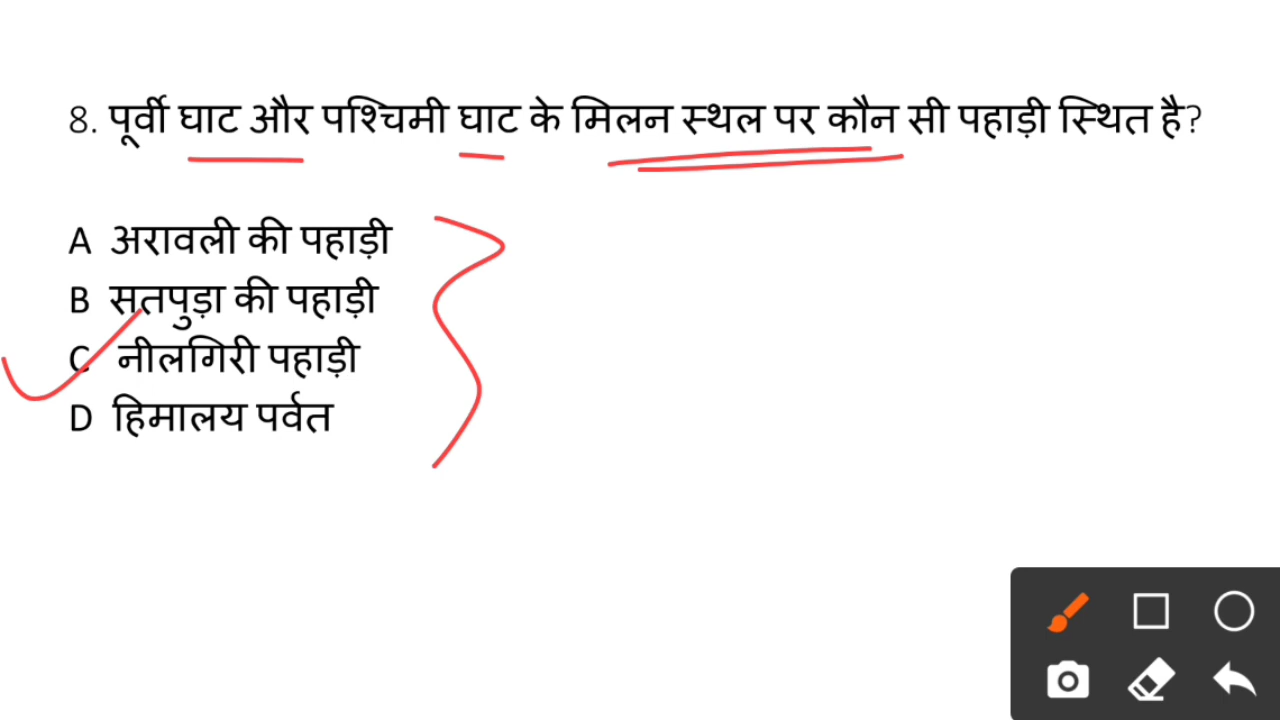 8. पूर्वी घाट और पश्चिमी घाट के मिलन स्थल पर कौन सी पहाड़ी स्थित है?
A अरावली की पहाड़ी
B सतपुड़ा की पहाड़ी
C नीलगिरी पहाड़ी
D हिमालय पर्वत